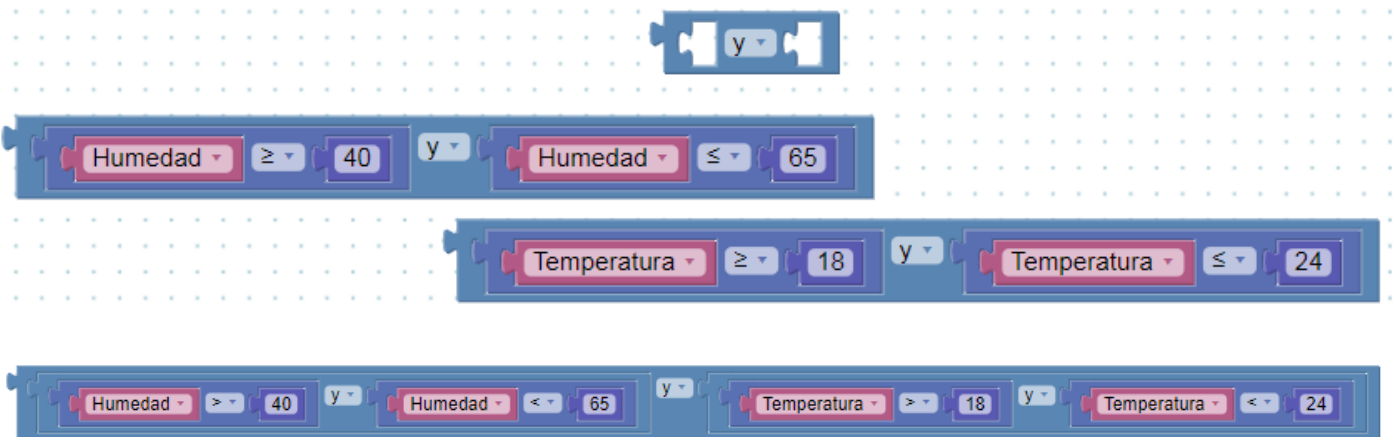 y
Humedad ≥ 40 y Humedad ≤ 65
Temperatura ≥ 18 y Temperatura ≤ 24
Humedad > 40 y Humedad < 65 y Temperatura > 18 y Temperatura < 24